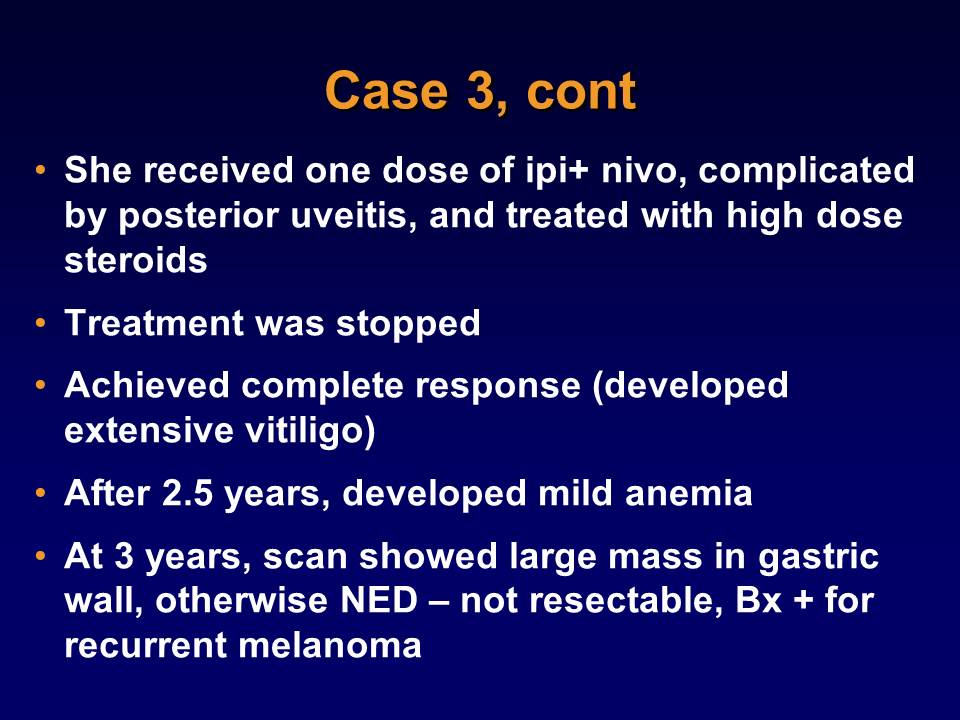 Case 3, cont
• She received one dose of ipi+ nivo, complicated
by posterior uveitis, and treated with high dose
steroids
• Treatment was stopped
• Achieved complete response (developed
extensive vitiligo)
• After 2.5 years, developed mild anemia
• At 3 years, scan showed large mass in gastric
wall, otherwise NED – not resectable, Bx + for
recurrent melanoma